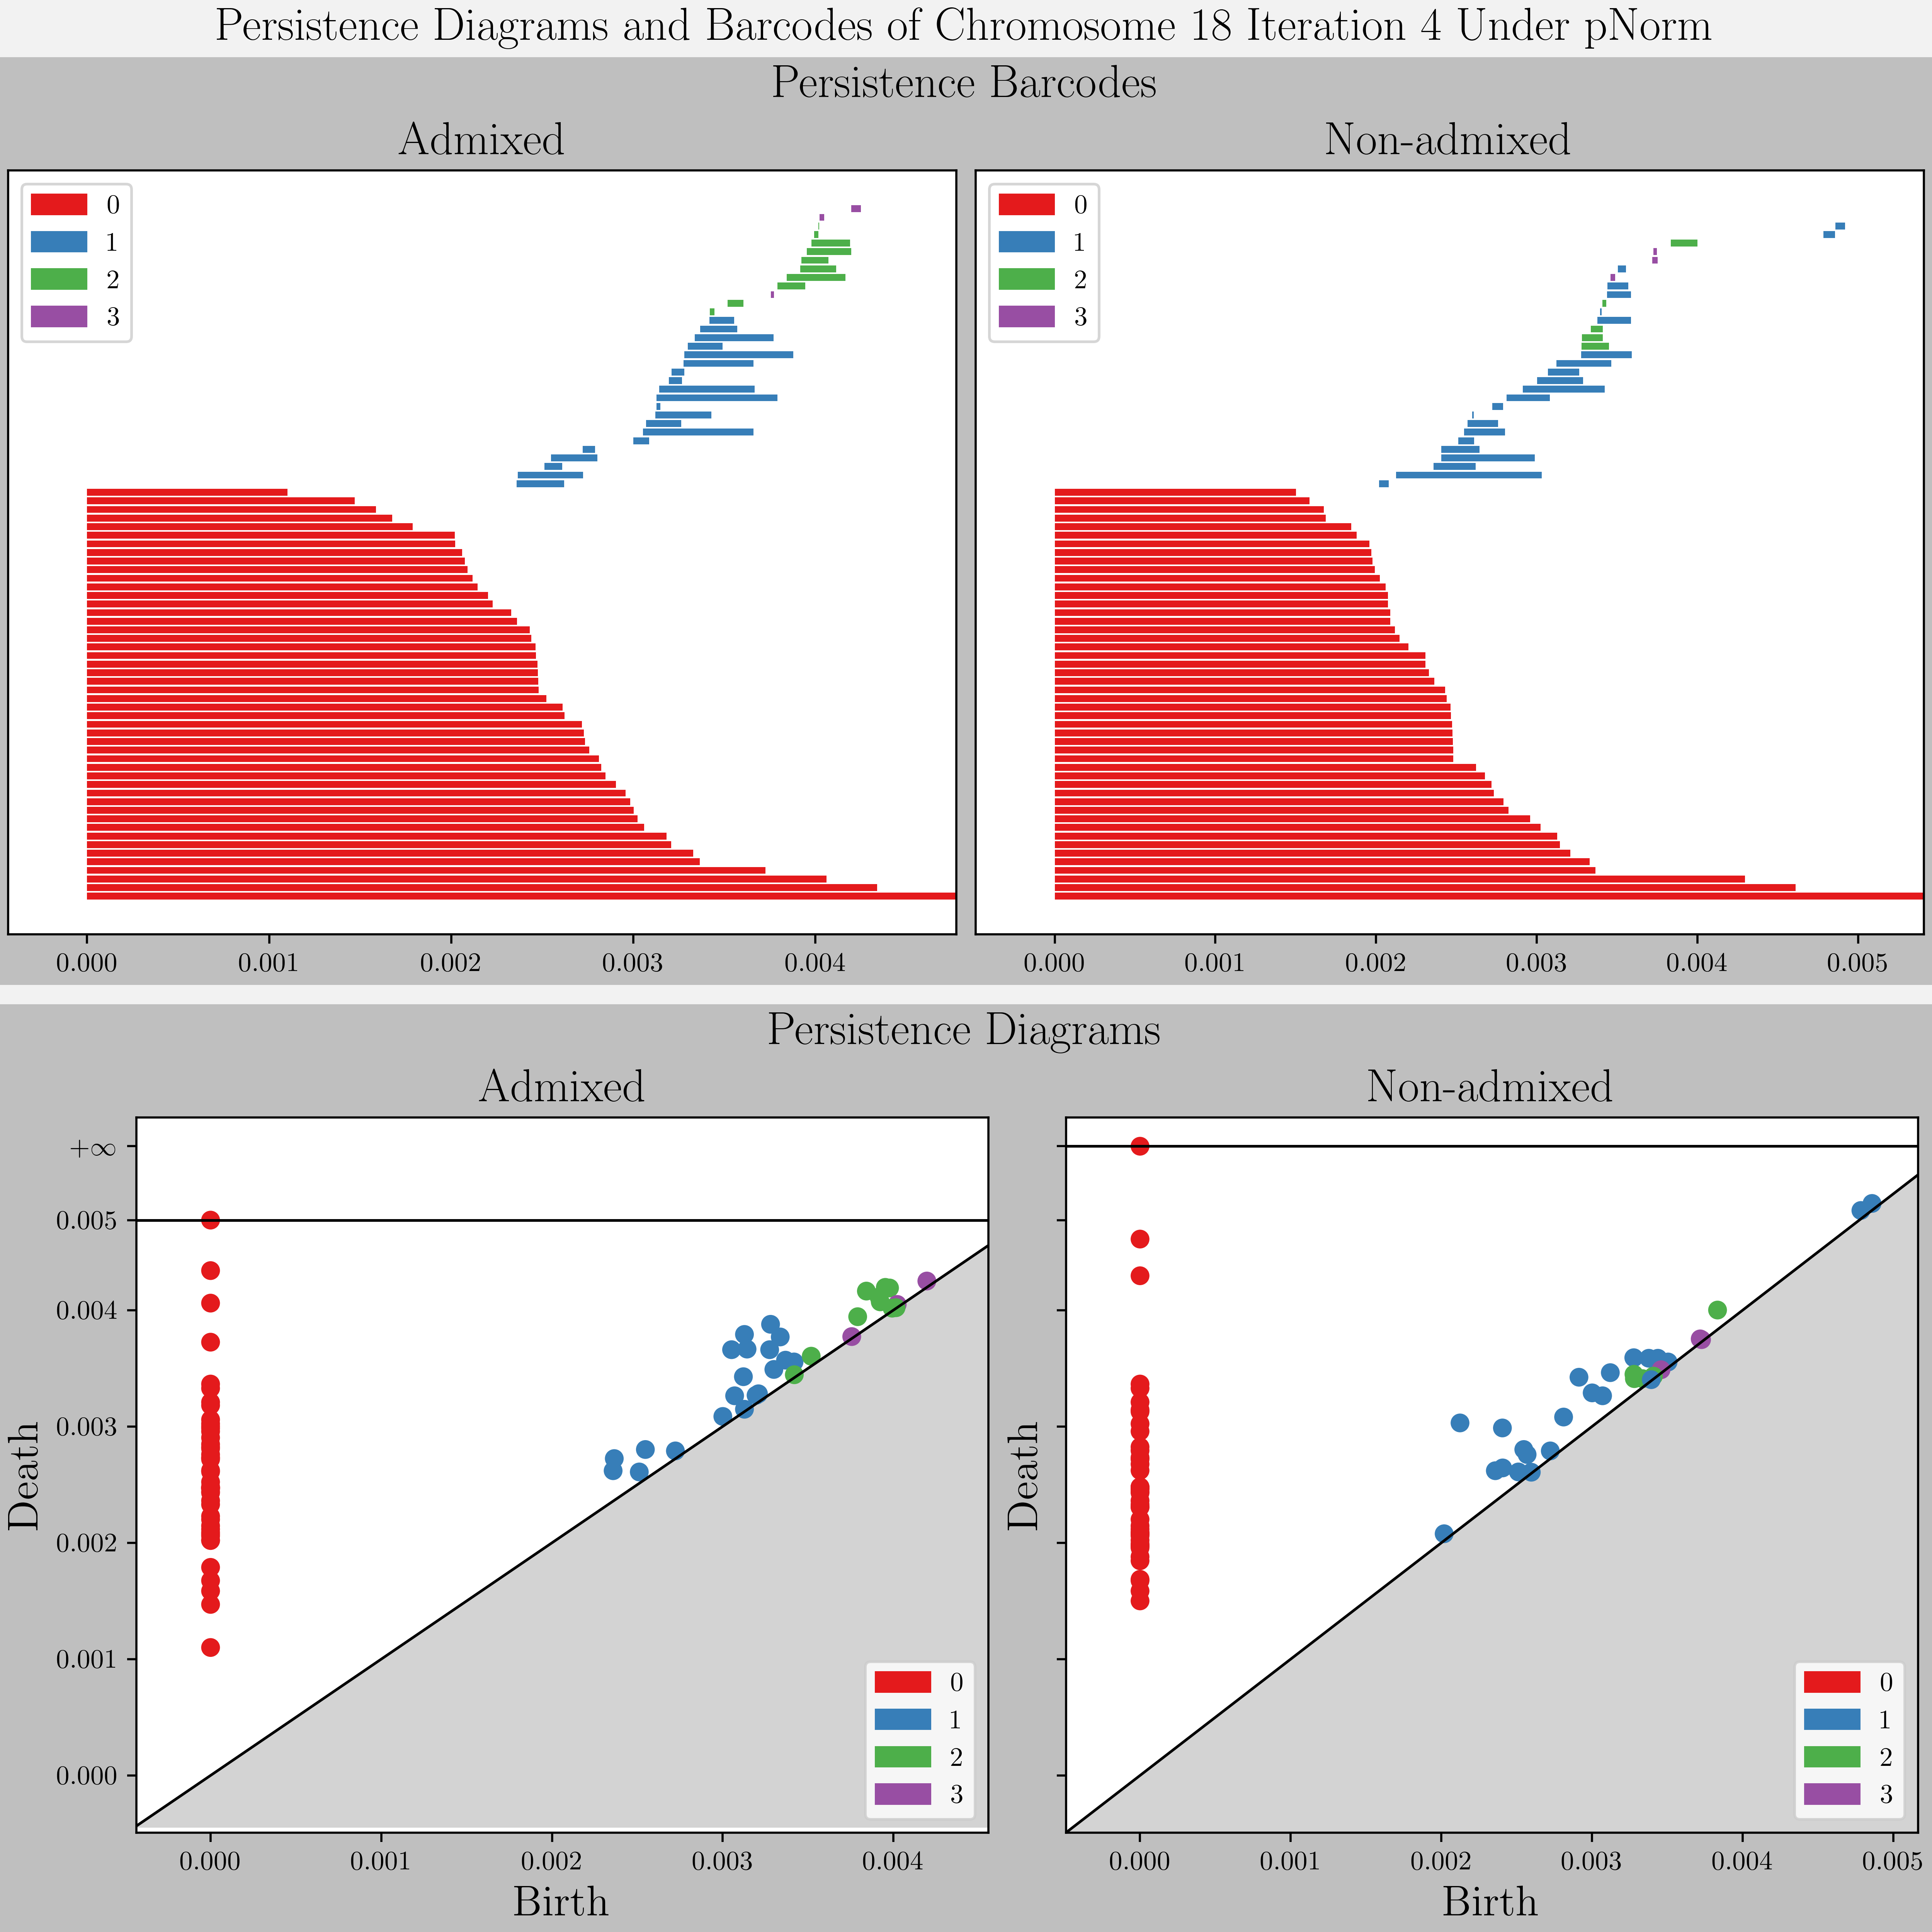 Persistence Diagrams and Barcodes of Chromosome 18 Iteration 4 Under pNorm
Persistence Barcodes
Admixed
0
1
2
3
0.000 0.001 0.002 0.003 0.004
Non-admixed
0
1
2
3
0.000 0.001 0.002 0.003 0.004 0.005
Persistence Diagrams
Admixed
Death
+∞
0.005
0.004
0.003
0.002
0.001
0.000
0
1
2
3
0.000 0.001 0.002 0.003 0.004
Birth
Non-admixed
Death
0
1
2
3
0.000 0.001 0.002 0.003 0.004 0.005
Birth